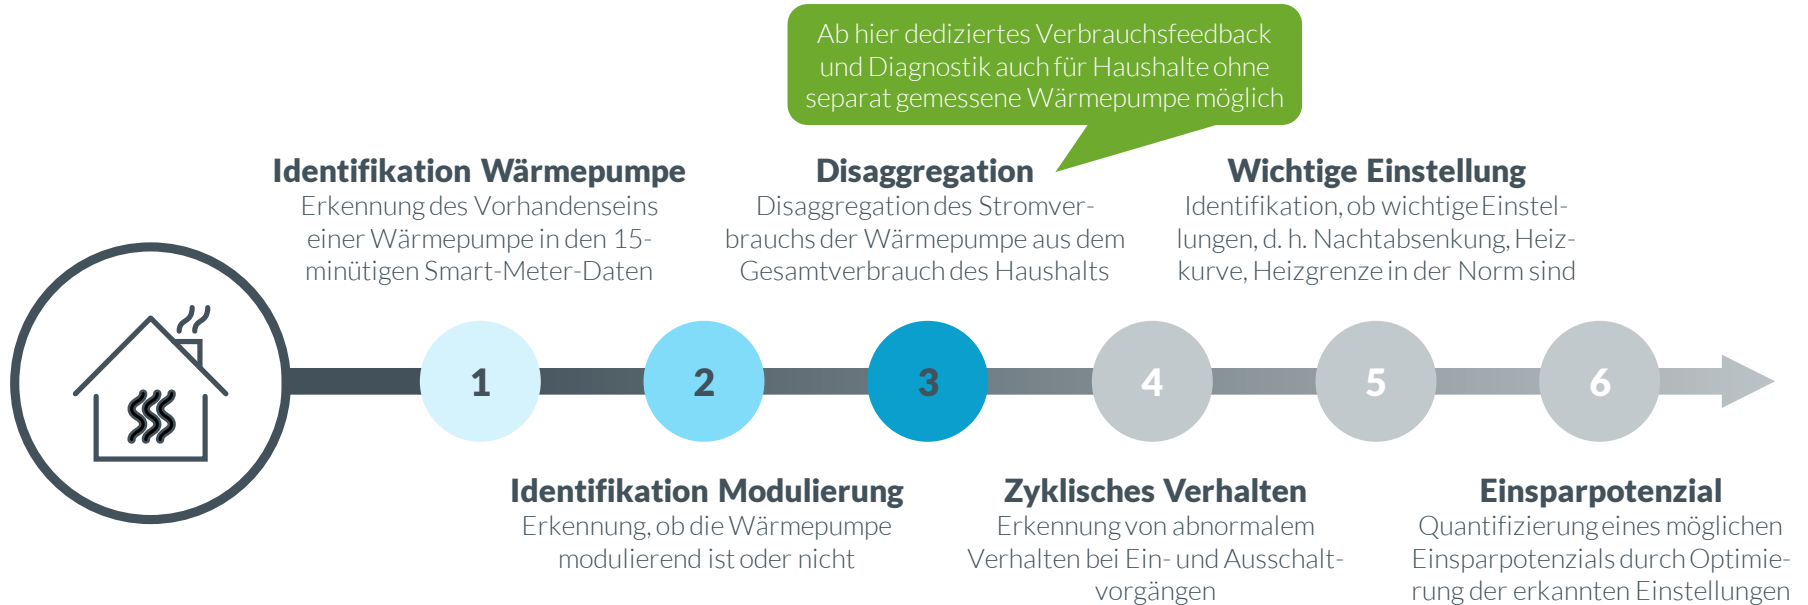 Ab hier dediziertes Verbrauchsfeedback
und Diagnostik auch für Haushalte ohne
separat gemessene Wärmepumpe möglich
Identifikation Wärmepumpe
Erkennung des Vorhandenseins
einer Wärmepumpe in den 15-
minütigen Smart-Meter-Daten
Disaggregation
Disaggregation des Stromver-
brauchs der Wärmepumpe aus dem
Gesamtverbrauch des Haushalts
Wichtige Einstellung
Identifikation, ob wichtige Einstel-
lungen, d. h. Nachtabsenkung, Heiz-
kurve, Heizgrenze in der Norm sind
1
2
3
4
5
6
Identifikation Modulierung
Erkennung, ob die Wärmepumpe
modulierend ist oder nicht
Zyklisches Verhalten
Erkennung von abnormalem
Verhalten bei Ein- und Ausschalt-
vorgängen
Einsparpotenzial
Quantifizierung eines möglichen
Einsparpotenzials durch Optimie-
rung der erkannten Einstellungen